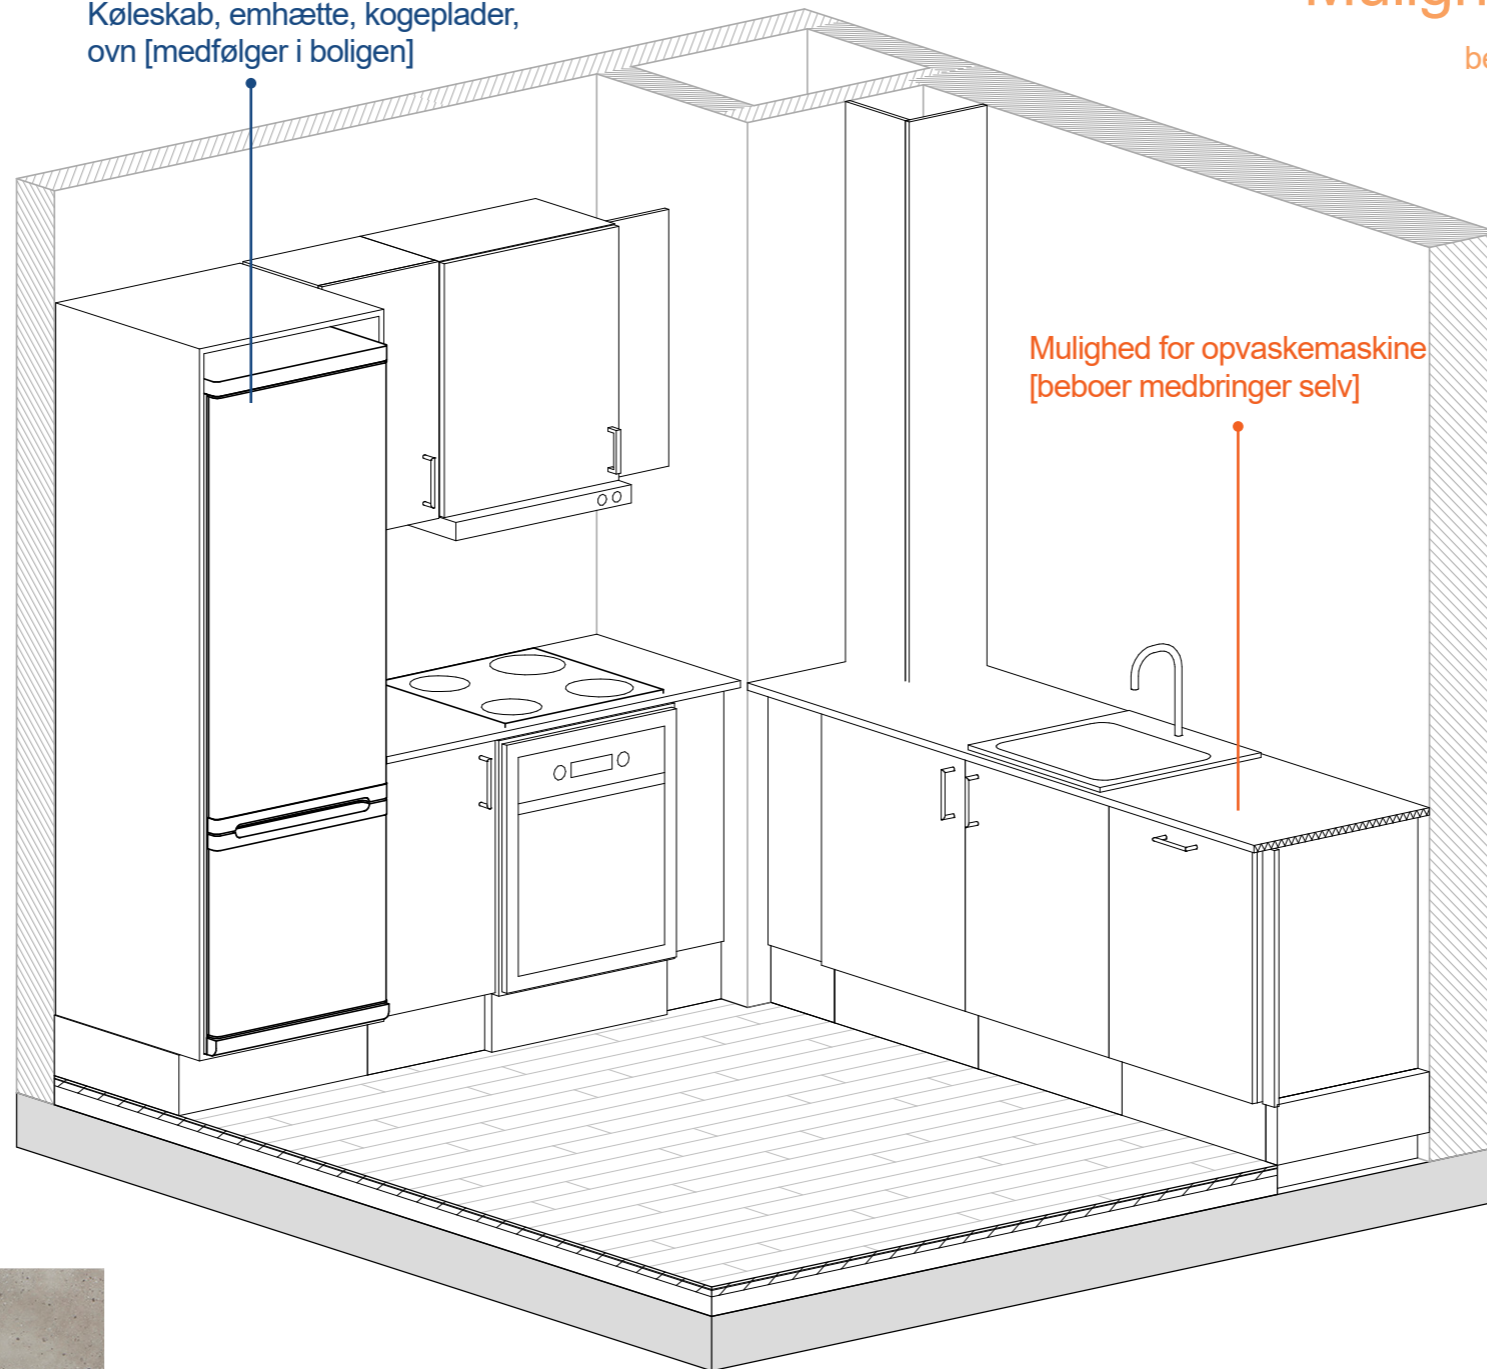 Køleskab, emhætte, kogeplader,
ovn [medfølger i boligen]
Mulighed for opvaskemaskine
[beboer medbringer selv]